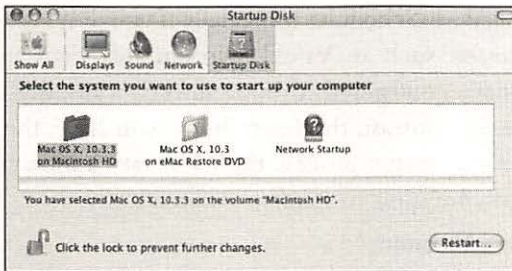 Startup Disk
Show All Displays Sound Network Startup Disk
Select the system you want to use to start up your computer
Mac OS X, 10.3.3
on Macintosh HD
Mac OS X, 10.3
on eMac Restore DVD
Network Startup
You have selected Mac OS X, 10.3.3 on the volume "Macintosh HD".
Click the lock to prevent further changes.
Restart...